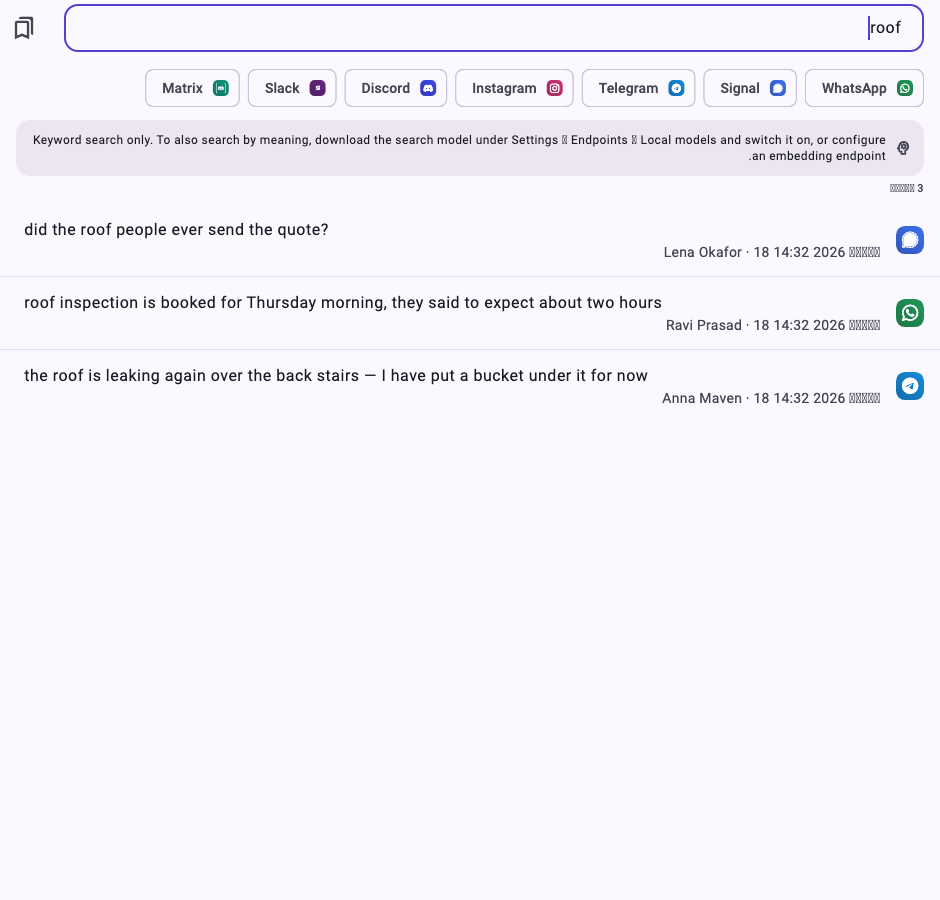 roof
WhatsApp
Signal
Telegram
Instagram
Discord
Slack
Matrix
Keyword search only. To also search by meaning, download the search model under Settings Endpoints Local models and switch it on, or configure
an embedding endpoint.
3
did the roof people ever send the quote?
Lena Okafor · 18 14:32 2026
roof inspection is booked for Thursday morning, they said to expect about two hours
Ravi Prasad · 18 14:32 2026
the roof is leaking again over the back stairs — I have put a bucket under it for now
Anna Maven · 18 14:32 2026